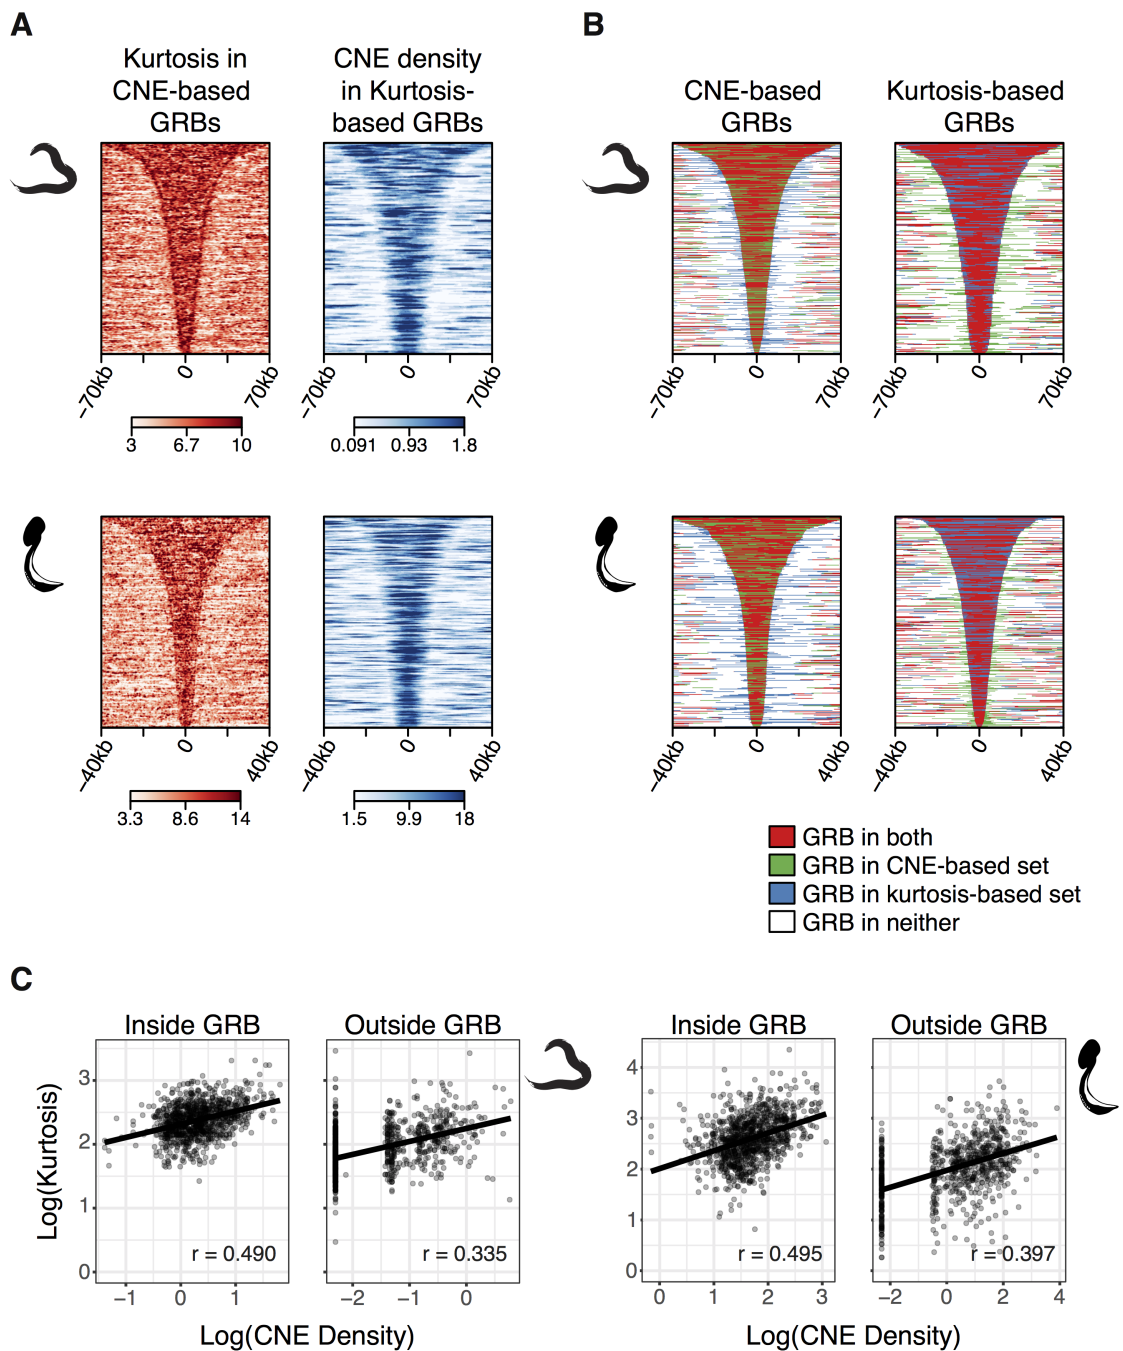 A
B
Kurtosis in
CNE-based
GRBs
CNE density
in Kurtosis-
based GRBs
CNE-based
GRBs
Kurtosis-based
GRBs
−70kb 0 70kb
−70kb 0 70kb
−70kb 0 70kb
−70kb 0 70kb
3 6.7 10
0.091 0.93 1.8
−40kb 0 40kb
−40kb 0 40kb
−40kb 0 40kb
−40kb 0 40kb
3.3 8.6 14
1.5 9.9 18
GRB in both
GRB in CNE-based set
GRB in kurtosis-based set
GRB in neither
C
Inside GRB
Outside GRB
Inside GRB
Outside GRB
Log(Kurtosis)
3
2
1
0
4
3
2
1
0
r = 0.490
r = 0.335
r = 0.495
r = 0.397
−1 0 1
−2 −1 0
0 1 2 3
−2 0 2 4
Log(CNE Density)
Log(CNE Density)